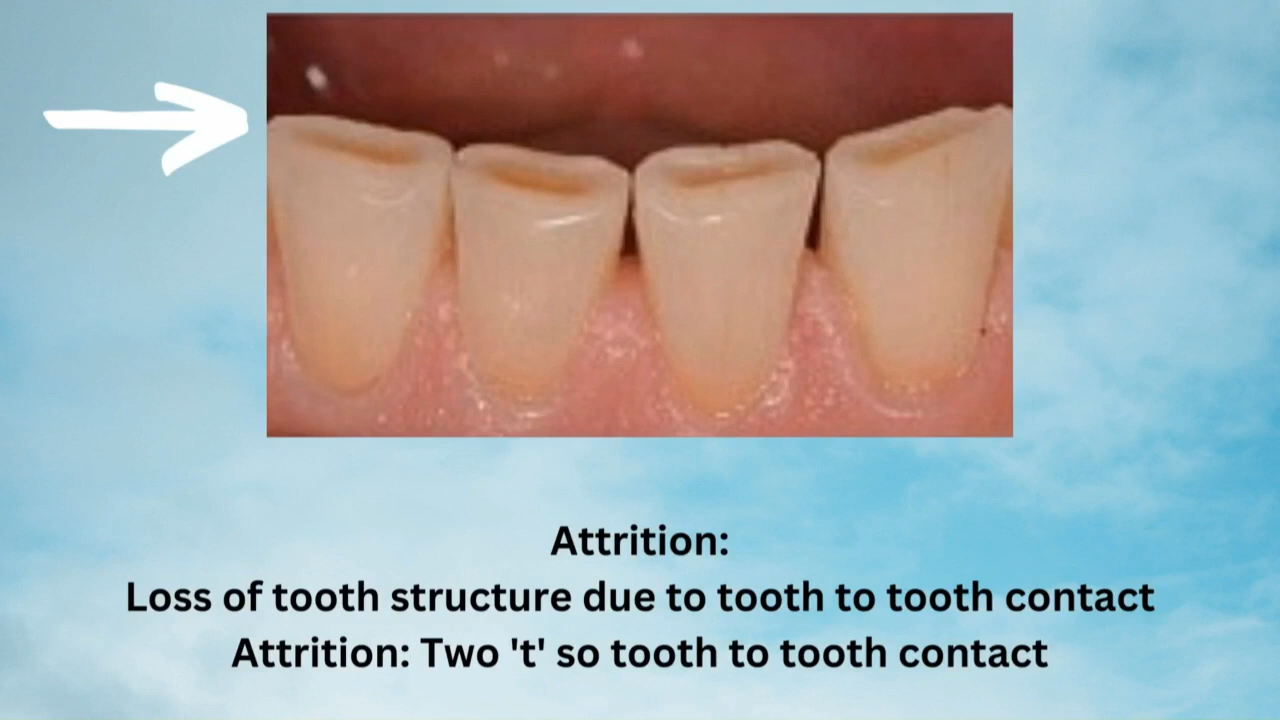 Attrition:
Loss of tooth structure due to tooth to tooth contact
Attrition: Two 't' so tooth to tooth contact